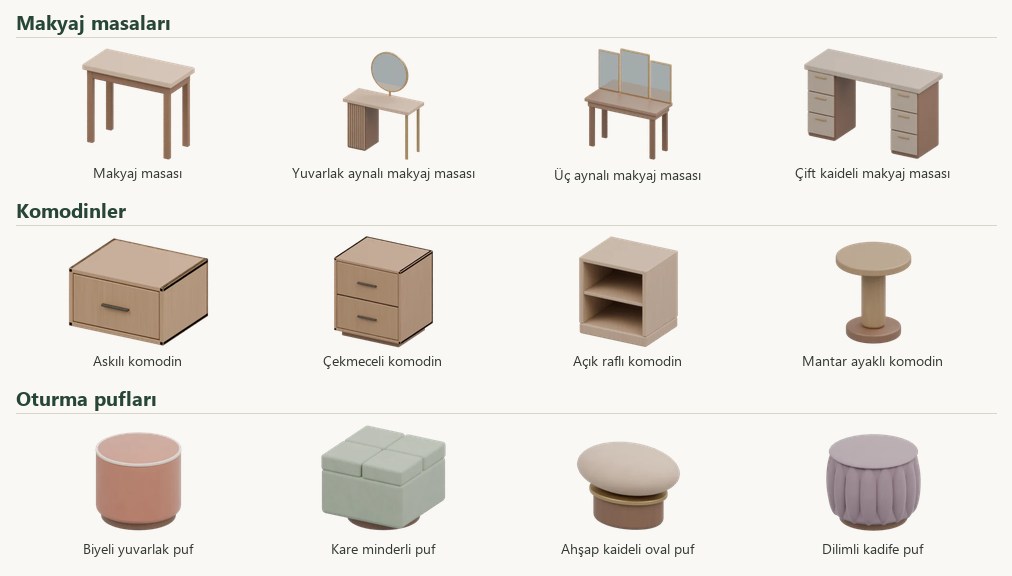 Makyaj masaları
Makyaj masası
Yuvarlak aynalı makyaj masası
Üç aynalı makyaj masası
Çift kaideli makyaj masası
Komodinler
Askılı komodin
Çekmeceli komodin
Açık raflı komodin
Mantar ayaklı komodin
Oturma pufları
Biyeli yuvarlak puf
Kare minderli puf
Ahşap kaideli oval puf
Dilimli kadife puf